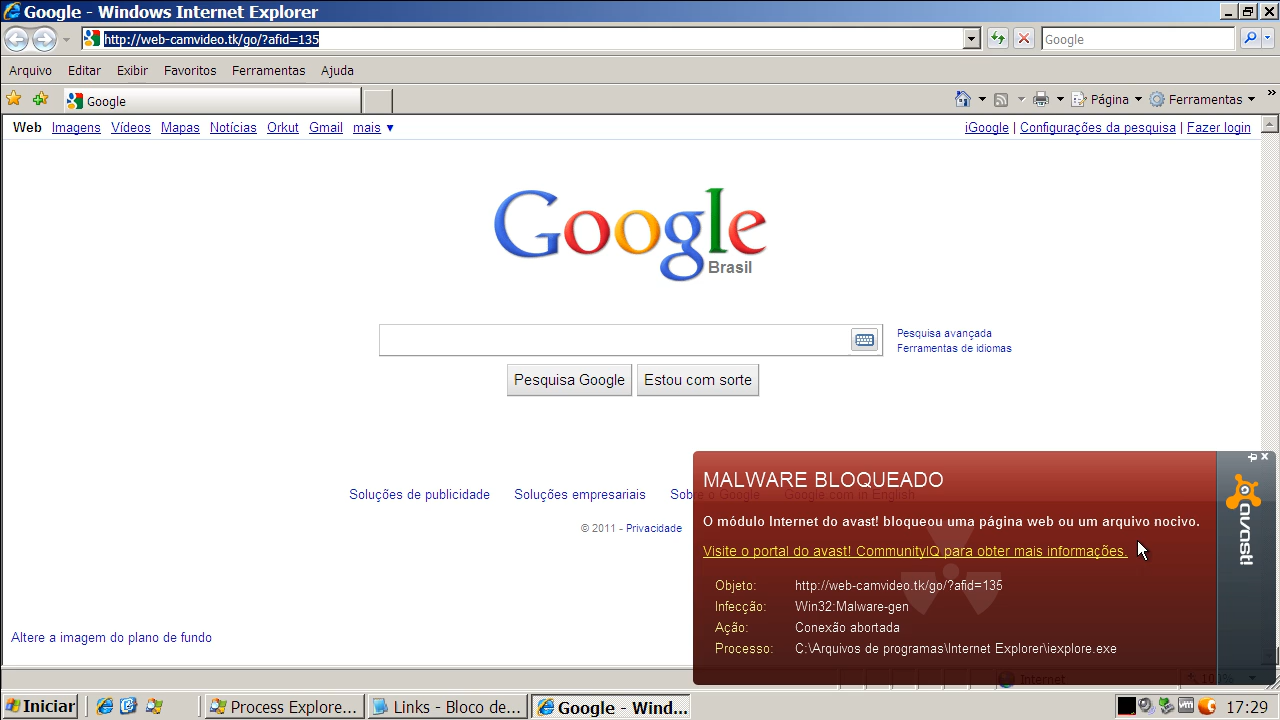 Google - Windows Internet Explorer
http://web-camvideo.tk/go/?afid=135
Google
Arquivo Editar Exibir Favoritos Ferramentas Ajuda
Google
Página Ferramentas »
Web Imagens Vídeos Mapas Notícias Orkut Gmail mais ▼ iGoogle | Configurações da pesquisa | Fazer login
Google
Brasil
Pesquisa avançada
Ferramentas de idiomas
Pesquisa Google Estou com sorte
Soluções de publicidade Soluções empresariais Sobre o Google Google.com in English
© 2011 - Privacidade
Altere a imagem do plano de fundo
MALWARE BLOQUEADO
O módulo Internet do avast! bloqueou uma página web ou um arquivo nocivo.
Visite o portal do avast! CommunityIQ para obter mais informações.
Objeto: http://web-camvideo.tk/go/?afid=135
Infecção: Win32:Malware-gen
Ação: Conexão abortada
Processo: C:\Arquivos de programas\Internet Explorer\iexplore.exe
avast!
Internet
Iniciar Process Explore... Links - Bloco de... Google - Wind... 17:29